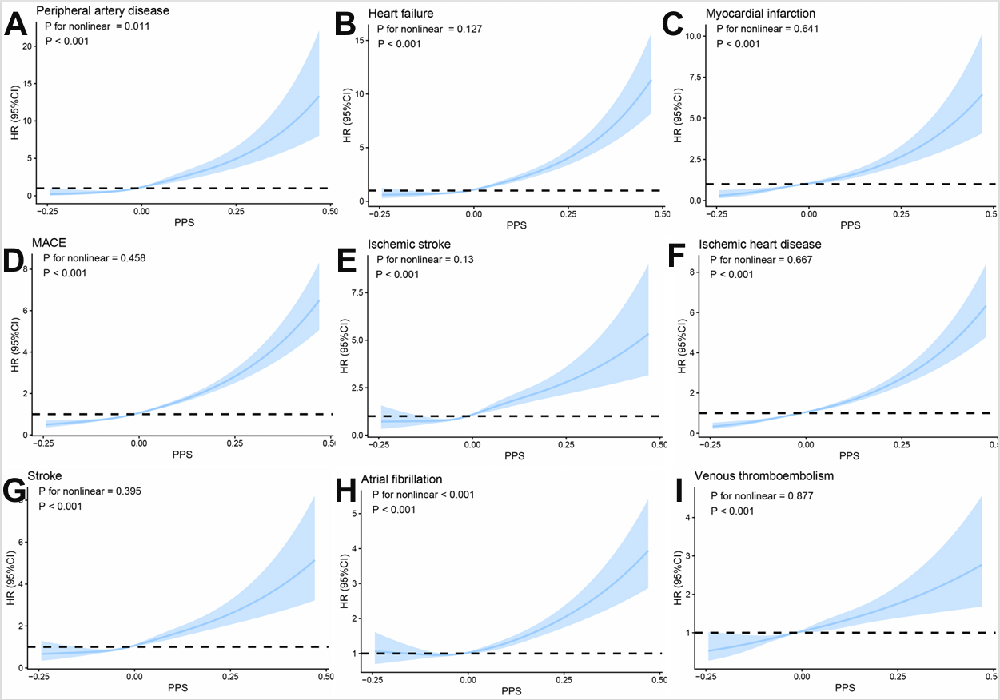 A
Peripheral artery disease
P for nonlinear = 0.011
P < 0.001
HR (95%CI)
20
15
10
5
0
−0.25 0.00 0.25 0.50
PPS
B
Heart failure
P for nonlinear = 0.127
P < 0.001
HR (95%CI)
15
10
5
0
−0.25 0.00 0.25 0.50
PPS
C
Myocardial infarction
P for nonlinear = 0.641
P < 0.001
HR (95%CI)
10.0
7.5
5.0
2.5
0.0
−0.25 0.00 0.25 0.5
PPS
D
MACE
P for nonlinear = 0.458
P < 0.001
HR (95%CI)
8
6
4
2
0
−0.25 0.00 0.25 0.50
PPS
E
Ischemic stroke
P for nonlinear = 0.13
P < 0.001
HR (95%CI)
7.5
5.0
2.5
0.0
−0.25 0.00 0.25 0.50
PPS
F
Ischemic heart disease
P for nonlinear = 0.667
P < 0.001
HR (95%CI)
8
6
4
2
0
−0.25 0.00 0.25
PPS
G
Stroke
P for nonlinear = 0.395
P < 0.001
HR (95%CI)
6
4
2
0
−0.25 0.00 0.25 0.50
PPS
H
Atrial fibrillation
P for nonlinear < 0.001
P < 0.001
HR (95%CI)
5
4
3
2
1
−0.25 0.00 0.25 0.50
PPS
I
Venous thromboembolism
P for nonlinear = 0.877
P < 0.001
HR (95%CI)
4
3
2
1
−0.25 0.00 0.25 0.5
PPS